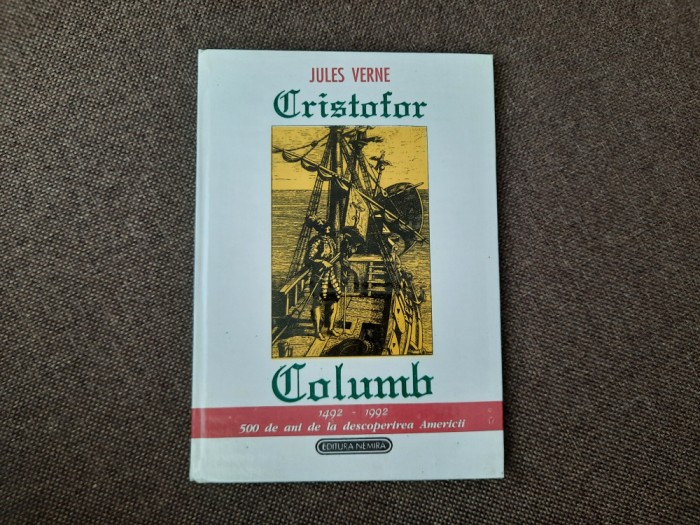 JULES VERNE
Cristofor
Columb
1492 - 1992
500 de ani de la descoperirea Americii
EDITURA NEMIRA